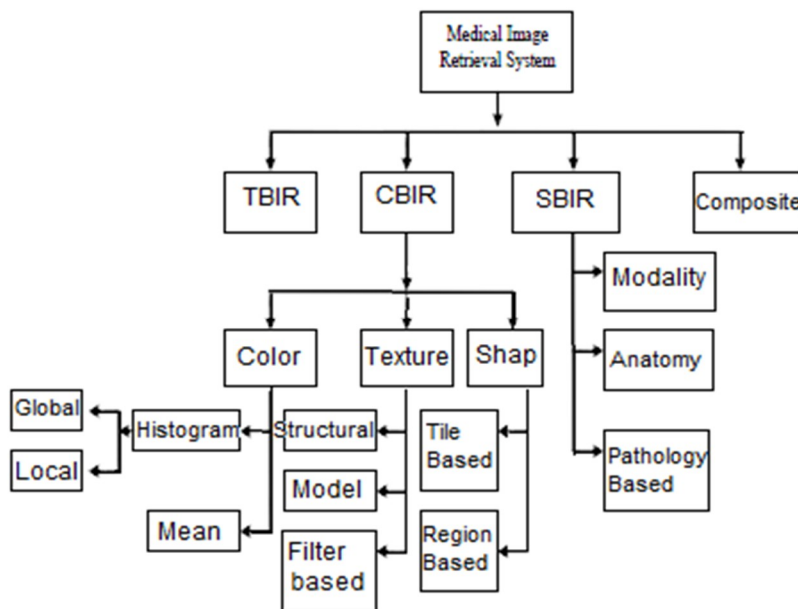 Medical Image
Retrieval System
TBIR
CBIR
SBIR
Composite
Modality
Color
Texture
Shap
Anatomy
Global
Histogram
Structural
Tile
Based
Local
Model
Pathology
Based
Mean
Filter
based
Region
Based